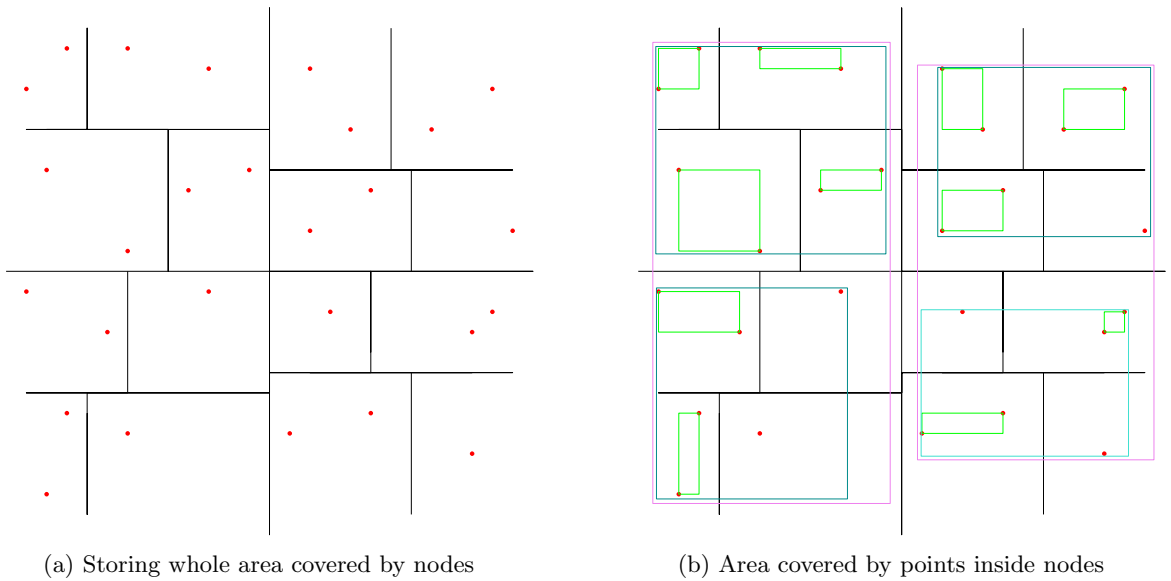 (a) Storing whole area covered by nodes
(b) Area covered by points inside nodes